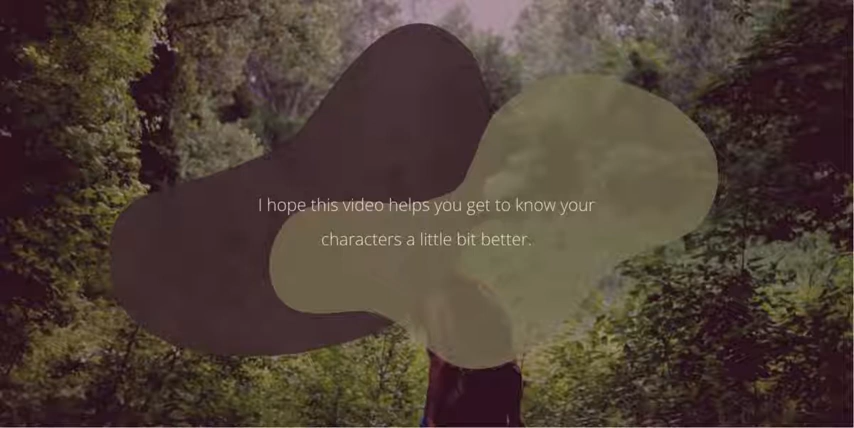 I hope this video helps you get to know your
characters a little bit better.